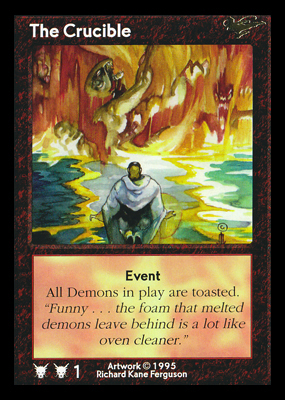 The Crucible
Event
All Demons in play are toasted.
“Funny . . . the foam that melted
demons leave behind is a lot like
oven cleaner.”
1
Artwork © 1995
Richard Kane Ferguson